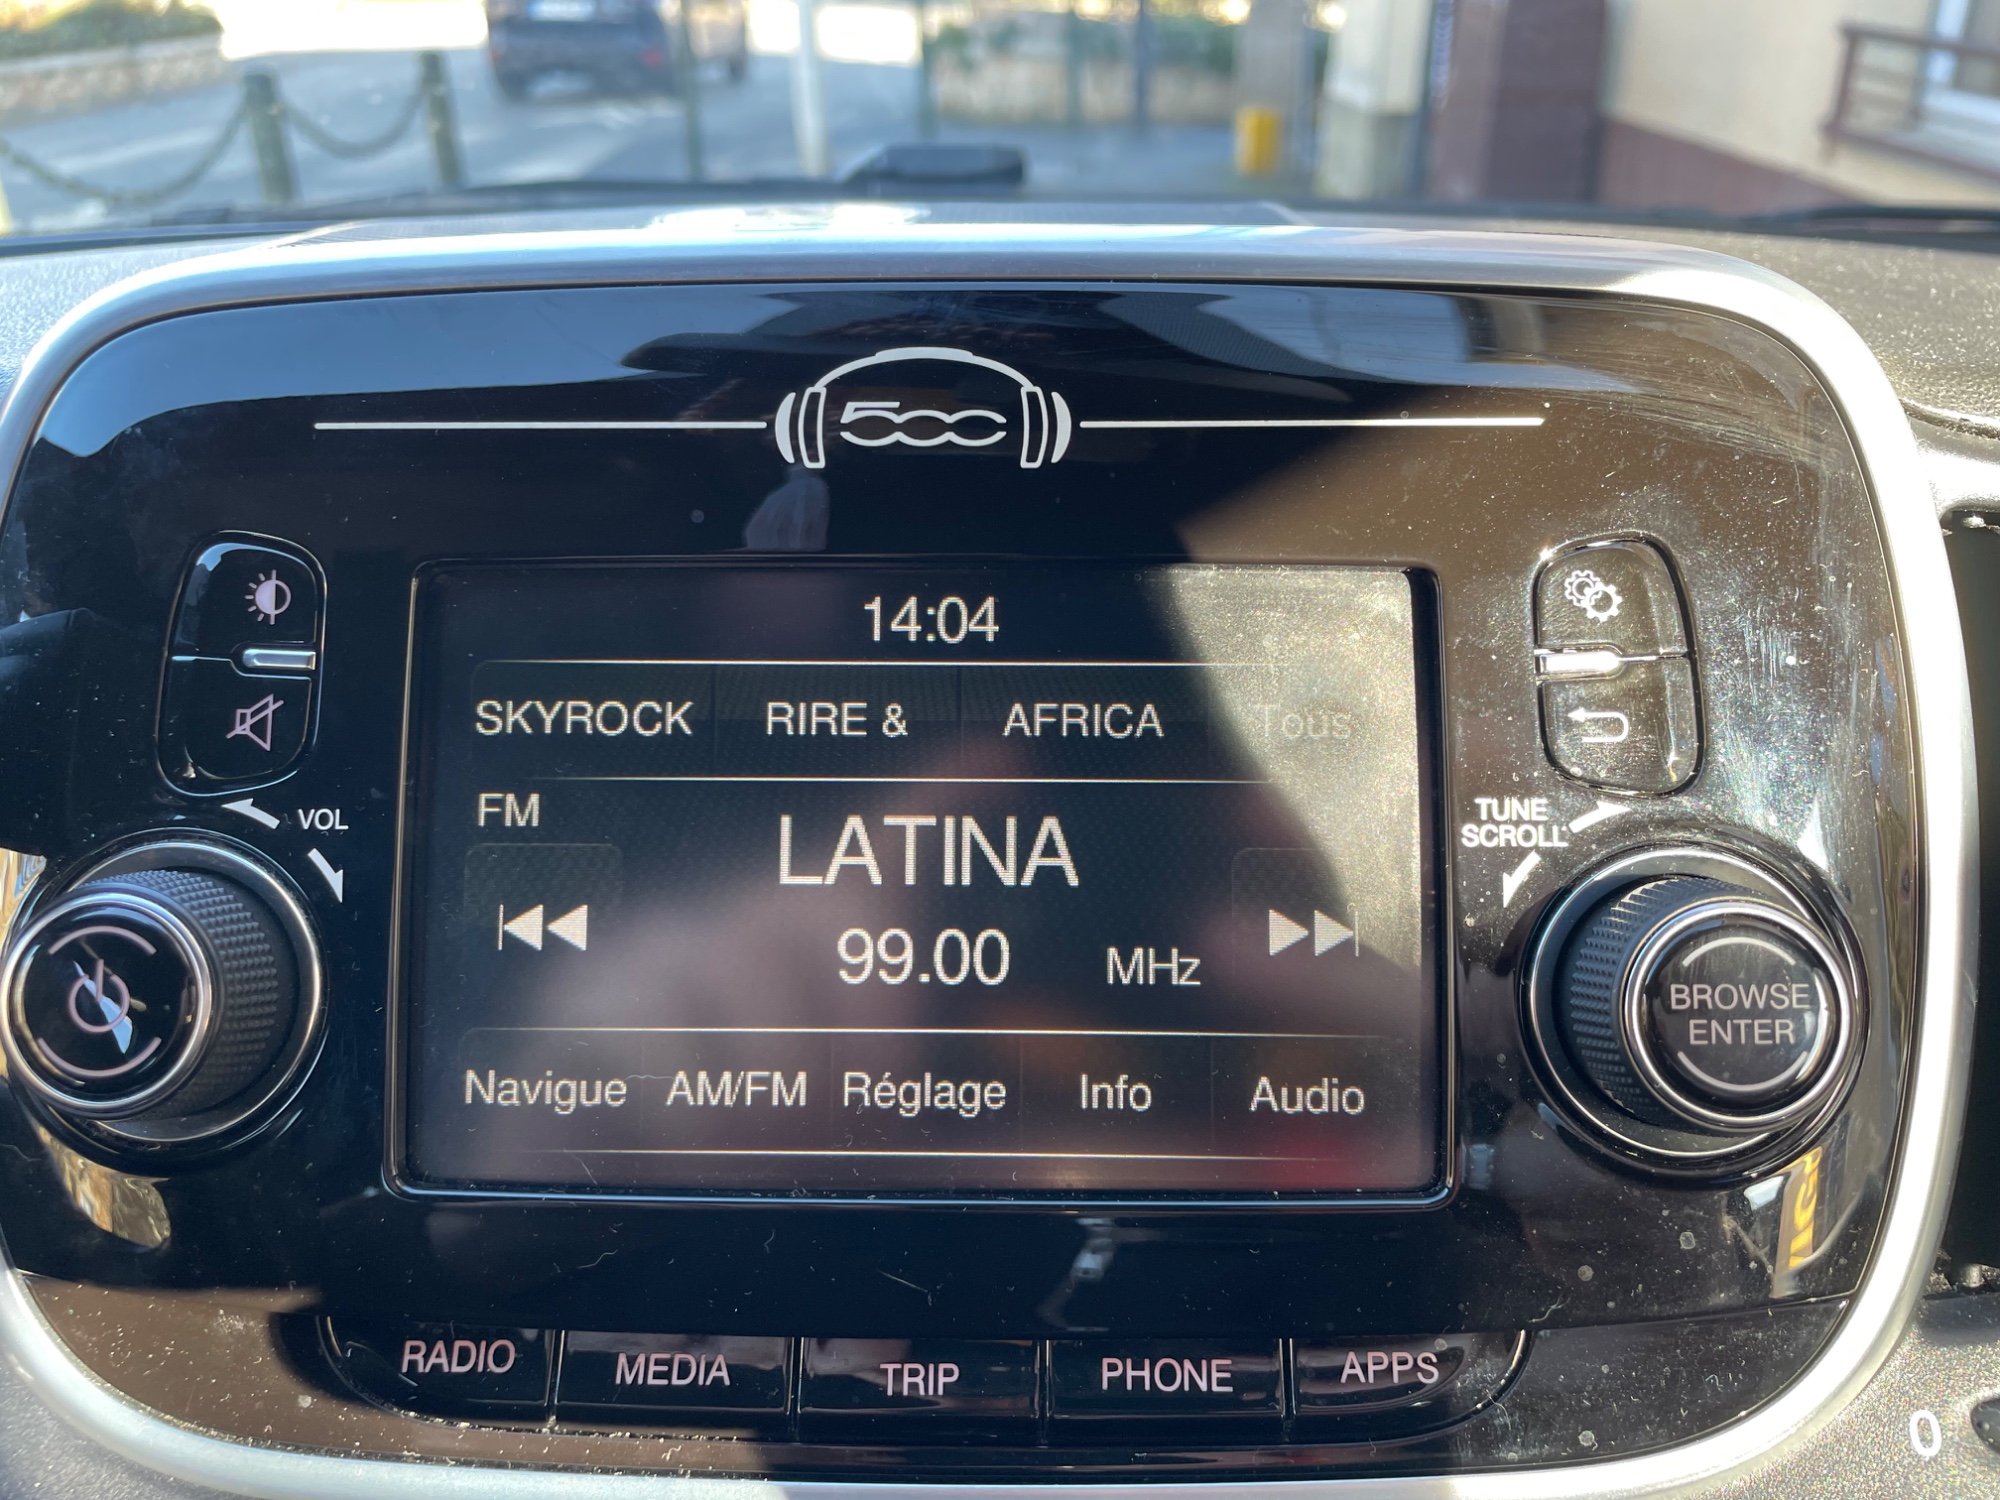 500
14:04
SKYROCK RIRE & AFRICA Tous
VOL
FM
LATINA
TUNE
SCROLL
99.00 MHz
BROWSE
ENTER
Navigue AM/FM Réglage Info Audio
RADIO MEDIA TRIP PHONE APPS
0